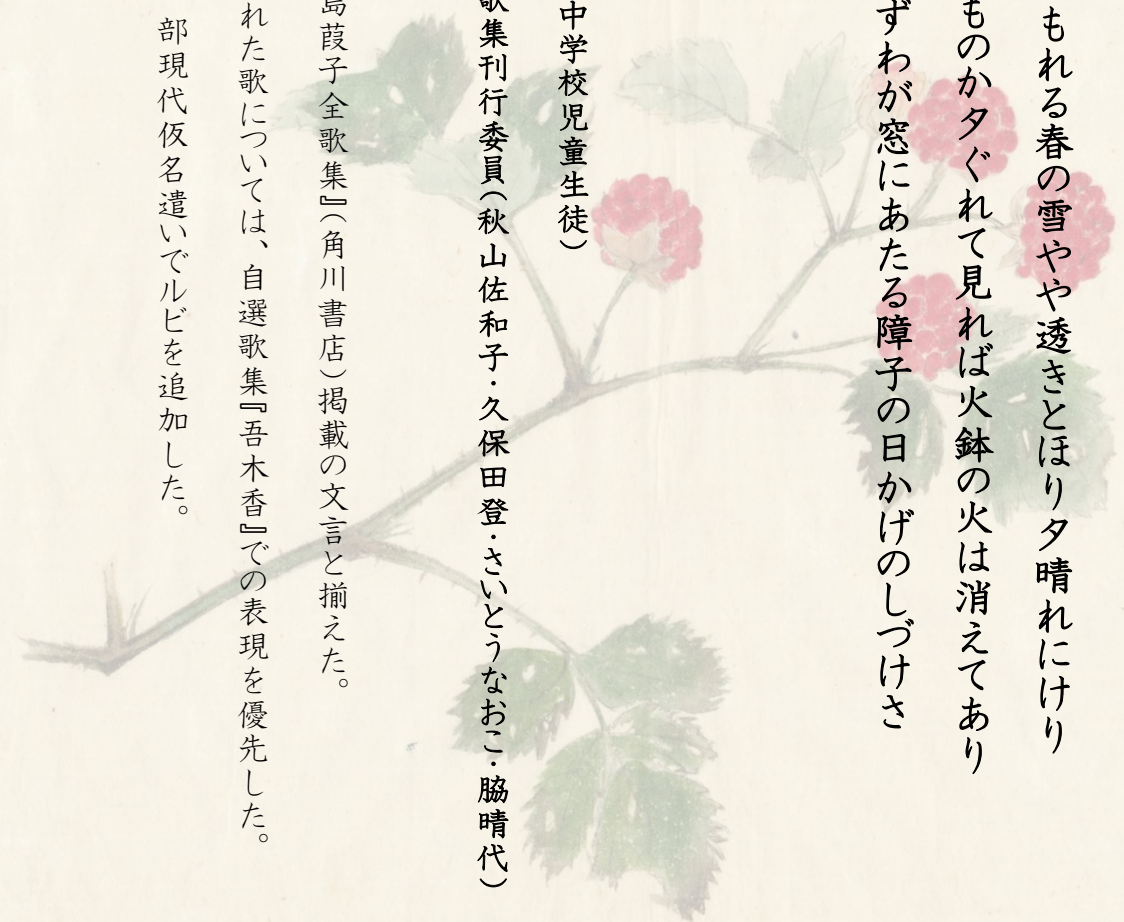 もれる春の雪やや透きとほり夕晴れにけり
ものか夕ぐれて見れば火鉢の火は消えてあり
ずわが窓にあたる障子の日かげのしづけさ
中学校児童生徒）
歌集刊行委員（秋山佐和子・久保田登・さいとうなおこ・脇晴代）
島葭子全歌集』（角川書店）掲載の文言と揃えた。
れた歌については、自選歌集『吾木香』での表現を優先した。
部現代仮名遣いでルビを追加した。